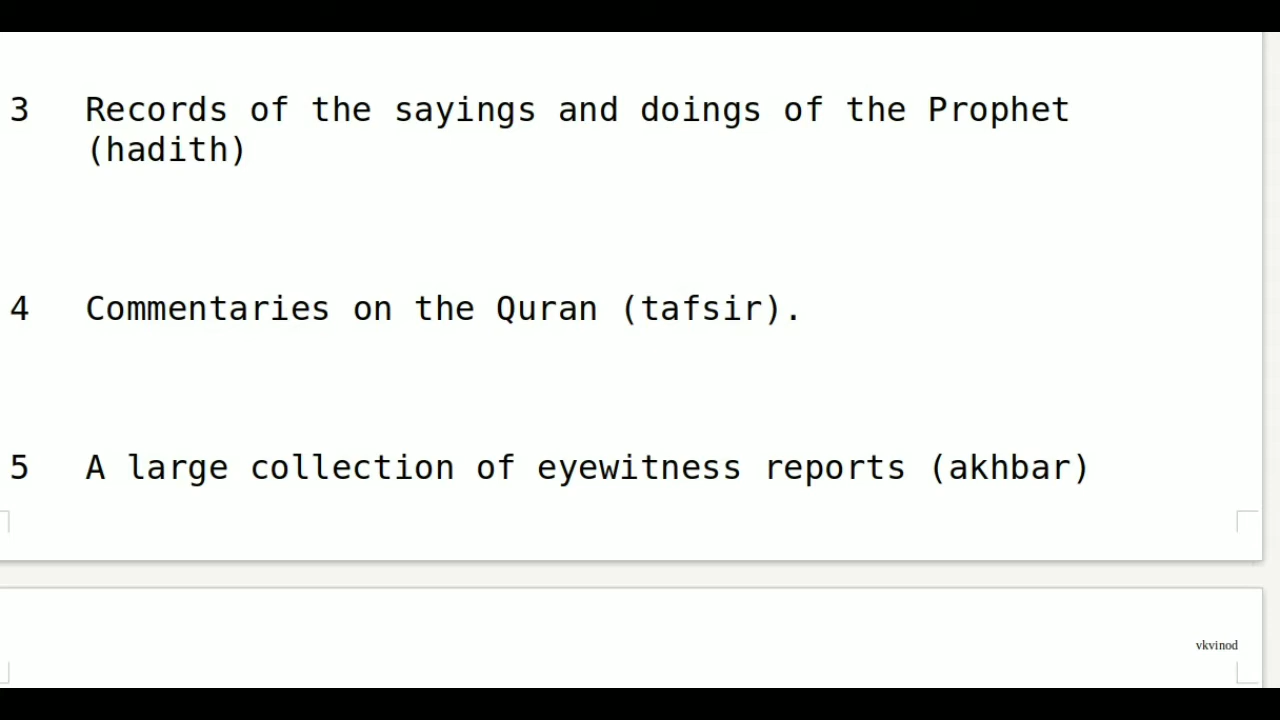 3 Records of the sayings and doings of the Prophet
(hadith)
4 Commentaries on the Quran (tafsir).
5 A large collection of eyewitness reports (akhbar)
vkvinod